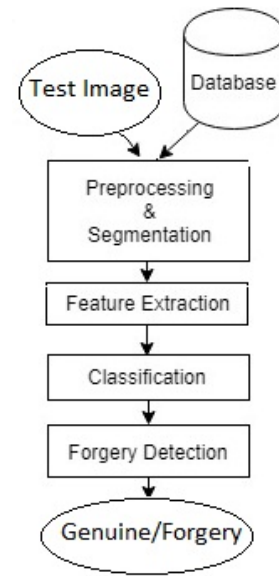 Test Image
Database
Preprocessing
&
Segmentation
Feature Extraction
Classification
Forgery Detection
Genuine/Forgery